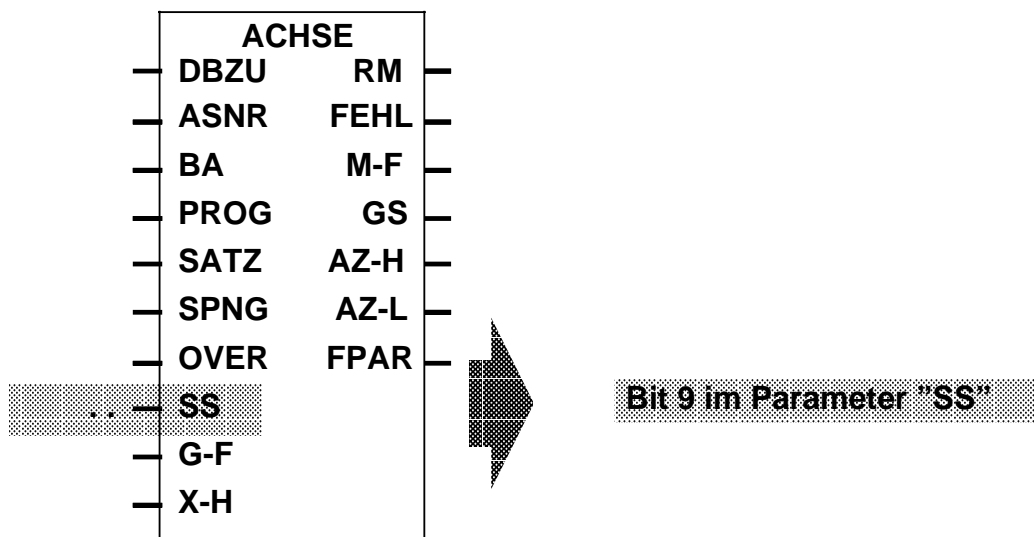 ACHSE
DBZU RM
ASNR FEHL
BA M-F
PROG GS
SATZ AZ-H
SPNG AZ-L
OVER FPAR
. . SS Bit 9 im Parameter ”SS”
G-F
X-H